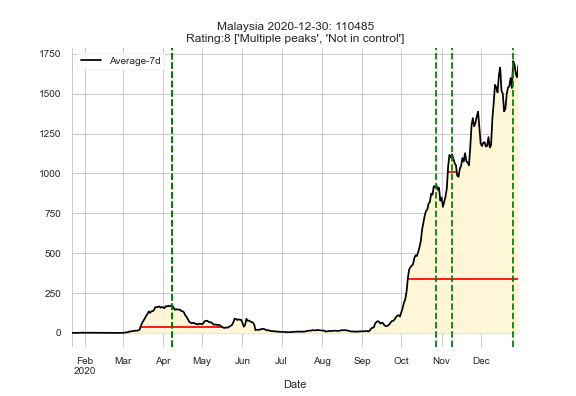 Malaysia 2020-12-30: 110485
Rating:8 ['Multiple peaks', 'Not in control']
Average-7d
1750
1500
1250
1000
750
500
250
0
Feb Mar Apr May Jun Jul Aug Sep Oct Nov Dec
2020
Date